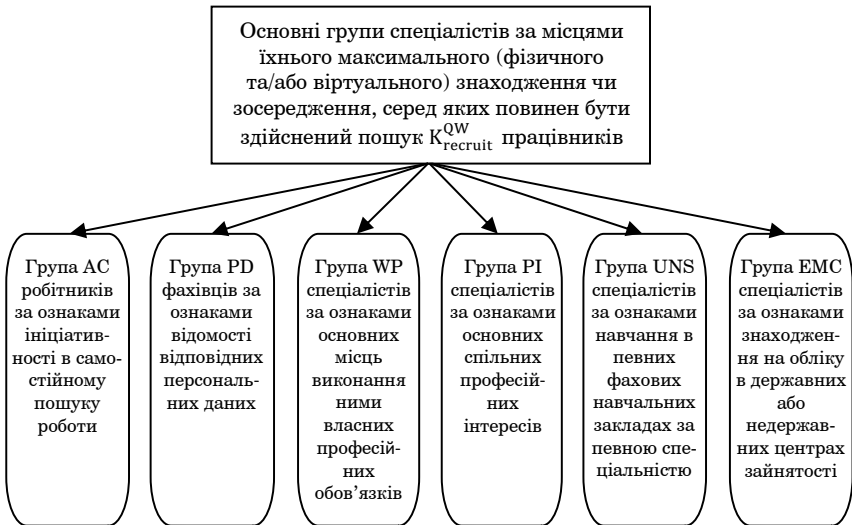 Основні групи спеціалістів за місцями
їхнього максимального (фізичного
та/або віртуального) знаходження чи
зосередження, серед яких повинен бути
здійснений пошук K^QW_recruit працівників
Група AC
робітників
за ознаками
ініціатив-
ності в само-
стійному
пошуку
роботи
Група PD
фахівців за
ознаками
відомості
відповідних
персональ-
них даних
Група WP
спеціалістів
за ознаками
основних
місць
виконання
ними
власних
професій-
них
обов’язків
Група PI
спеціалістів
за ознаками
основних
спільних
професій-
них
інтересів
Група UNS
спеціалістів
за ознаками
навчання в
певних
фахових
навчальних
закладах за
певною спе-
ціальністю
Група EMC
спеціалістів
за ознаками
знаходжен-
ня на обліку
в державних
або
недержав-
них центрах
зайнятості